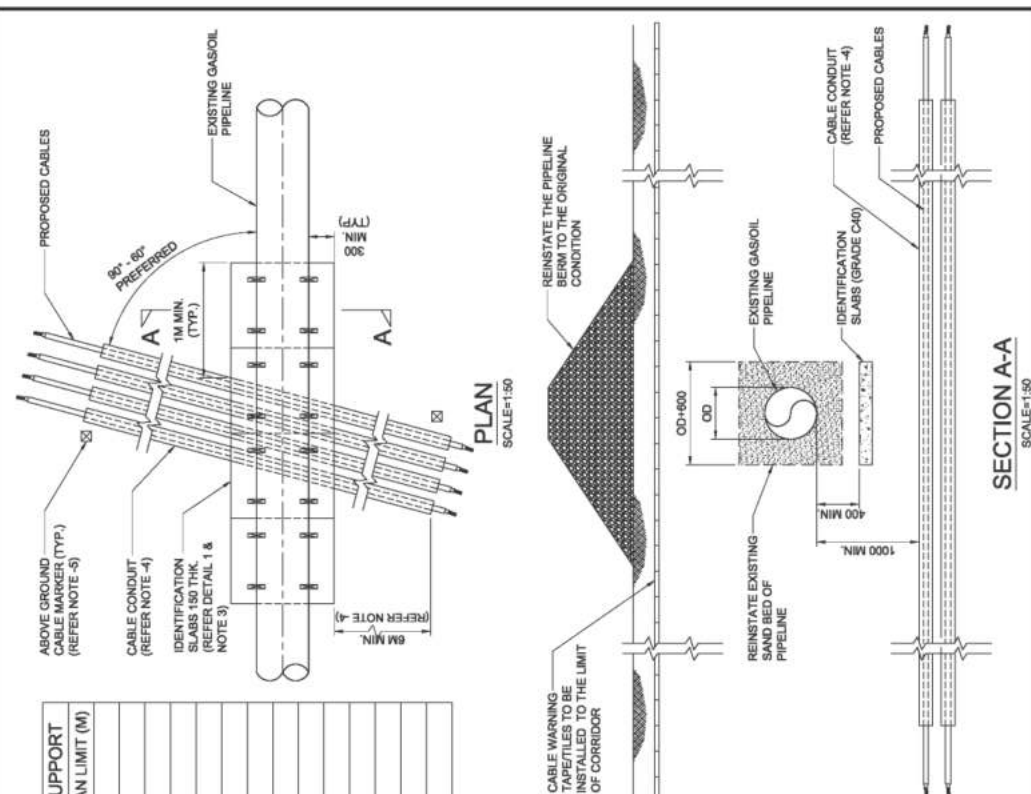 UPPORT
AN LIMIT (M)
ABOVE GROUND
CABLE MARKER (TYP.)
(REFER NOTE -5)
CABLE CONDUIT
(REFER NOTE -4)
IDENTIFICATION
SLABS 150 THK.
(REFER DETAIL 1 &
NOTE 3)
6M MIN.
(REFER NOTE -4)
PROPOSED CABLES
90° - 60°
PREFERRED
A
1M MIN.
(TYP.)
A
EXISTING GAS/OIL
PIPELINE
300
MIN.
(TYP)
PLAN
SCALE=1:50
CABLE WARNING
TAPE/TILES TO BE
INSTALLED TO THE LIMIT
OF CORRIDOR
REINSTATE THE PIPELINE
BERM TO THE ORIGINAL
CONDITION
REINSTATE EXISTING
SAND BED OF
PIPELINE
OD+600
OD
EXISTING GAS/OIL
PIPELINE
IDENTIFICATION
SLABS (GRADE C40)
400 MIN.
1000 MIN.
CABLE CONDUIT
(REFER NOTE -4)
PROPOSED CABLES
SECTION A-A
SCALE=1:50